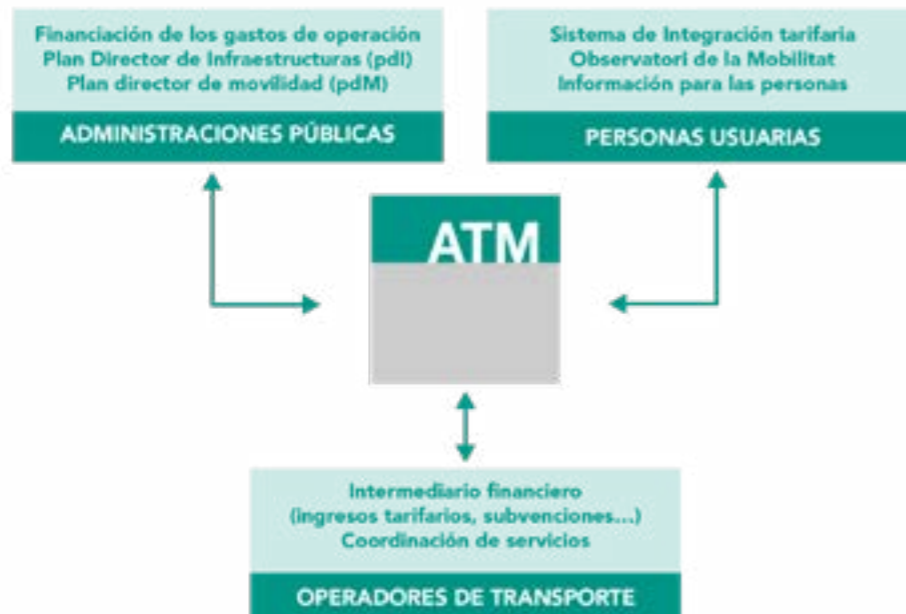 Financiación de los gastos de operación
Plan Director de Infraestructuras (pdI)
Plan director de movilidad (pdM)
ADMINISTRACIONES PÚBLICAS
Sistema de Integración tarifaria
Observatori de la Mobilitat
Información para las personas
PERSONAS USUARIAS
ATM
Intermediario financiero
(ingresos tarifarios, subvenciones...)
Coordinación de servicios
OPERADORES DE TRANSPORTE